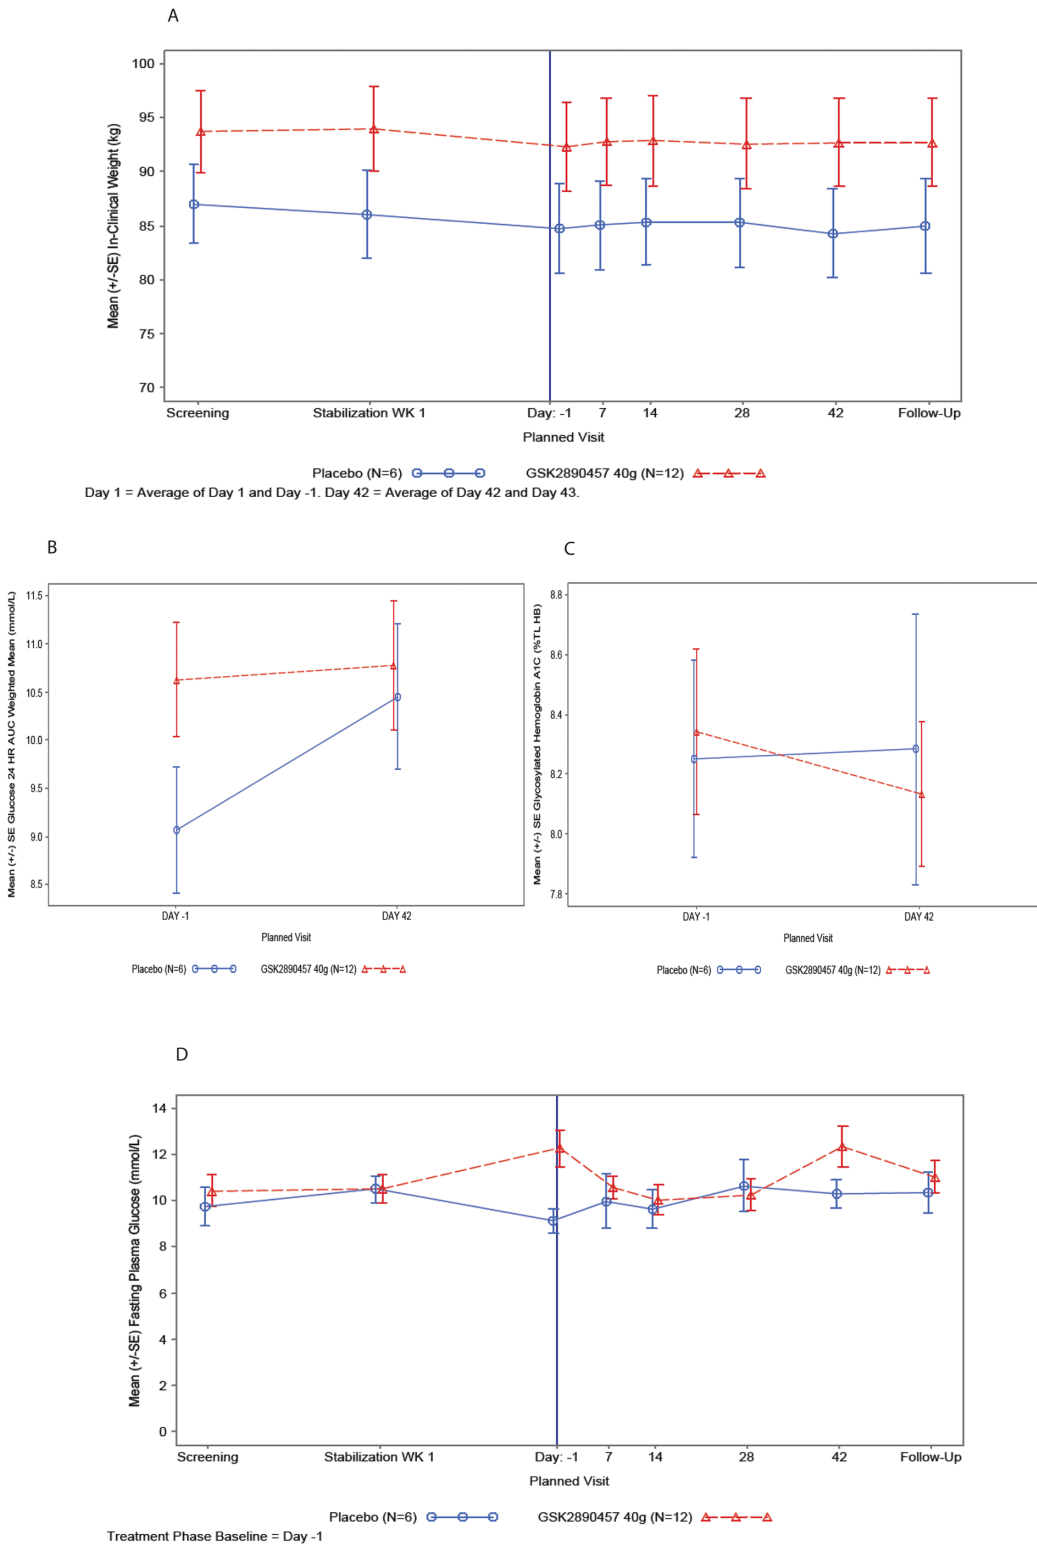 A
Mean (+/-SE) In-Clinical Weight (kg)
100
95
90
85
80
75
70
Screening Stabilization WK 1 Day: -1 7 14 28 42 Follow-Up
Planned Visit
Placebo (N=6) GSK2890457 40g (N=12)
Day 1 = Average of Day 1 and Day -1. Day 42 = Average of Day 42 and Day 43.
B
Mean (+/-) SE Glucose 24 HR AUC Weighted Mean (mmol/L)
11.5
11.0
10.5
10.0
9.5
9.0
8.5
DAY -1 DAY 42
Planned Visit
Placebo (N=6) GSK2890457 40g (N=12)
C
Mean (+/-) SE Glycosylated Hemoglobin A1C (%TL HB)
8.8
8.6
8.4
8.2
8.0
7.8
DAY -1 DAY 42
Planned Visit
Placebo (N=6) GSK2890457 40g (N=12)
D
Mean (+/-SE) Fasting Plasma Glucose (mmol/L)
14
12
10
8
6
4
2
0
Screening Stabilization WK 1 Day: -1 7 14 28 42 Follow-Up
Planned Visit
Placebo (N=6) GSK2890457 40g (N=12)
Treatment Phase Baseline = Day -1